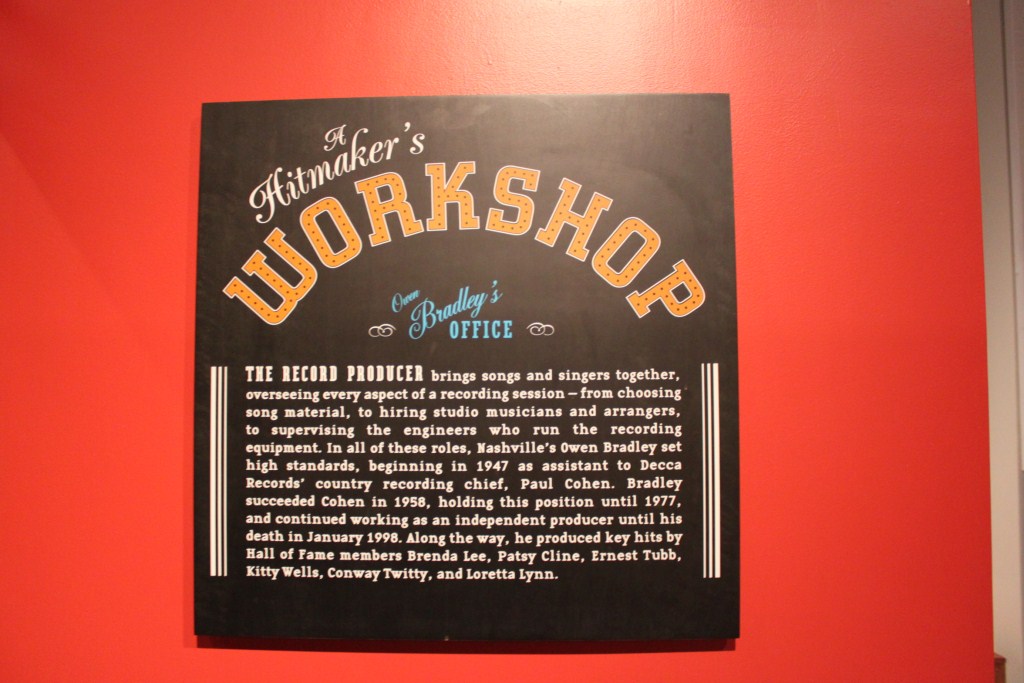 A
Hitmaker's
WORKSHOP
Owen
Bradley's
OFFICE
THE RECORD PRODUCER brings songs and singers together,
overseeing every aspect of a recording session – from choosing
song material, to hiring studio musicians and arrangers,
to supervising the engineers who run the recording
equipment. In all of these roles, Nashville's Owen Bradley set
high standards, beginning in 1947 as assistant to Decca
Records' country recording chief, Paul Cohen. Bradley
succeeded Cohen in 1958, holding this position until 1977,
and continued working as an independent producer until his
death in January 1998. Along the way, he produced key hits by
Hall of Fame members Brenda Lee, Patsy Cline, Ernest Tubb,
Kitty Wells, Conway Twitty, and Loretta Lynn.